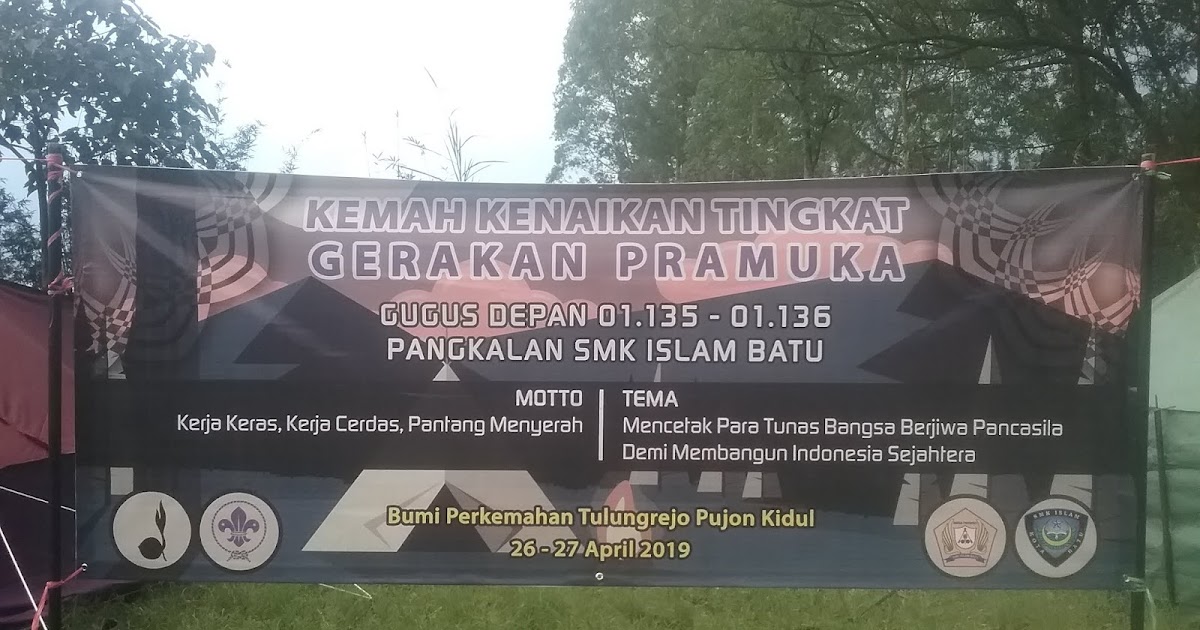 KEMAH KENAIKAN TINGKAT
GERAKAN PRAMUKA
GUGUS DEPAN 01.135 - 01.136
PANGKALAN SMK ISLAM BATU
MOTTO
Kerja Keras, Kerja Cerdas, Pantang Menyerah
TEMA
Mencetak Para Tunas Bangsa Berjiwa Pancasila
Demi Membangun Indonesia Sejahtera
Bumi Perkemahan Tulungrejo Pujon Kidul
26 - 27 April 2019
SMK ISLAM